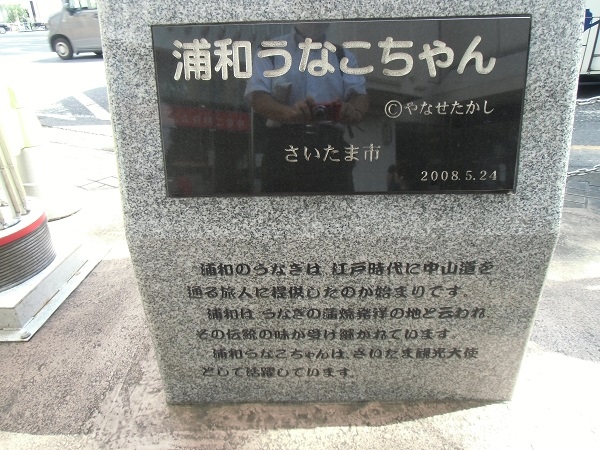 浦和うなこちゃん
©やなせたかし
さいたま市
2008.5.24
浦和のうなぎは、江戸時代に中山道を
通る旅人に提供したのが始まりです。
浦和は、うなぎの蒲焼発祥の地と云われ、
その伝統の味が受け継がれています。
浦和うなこちゃんは、さいたま観光大使
として活躍しています。